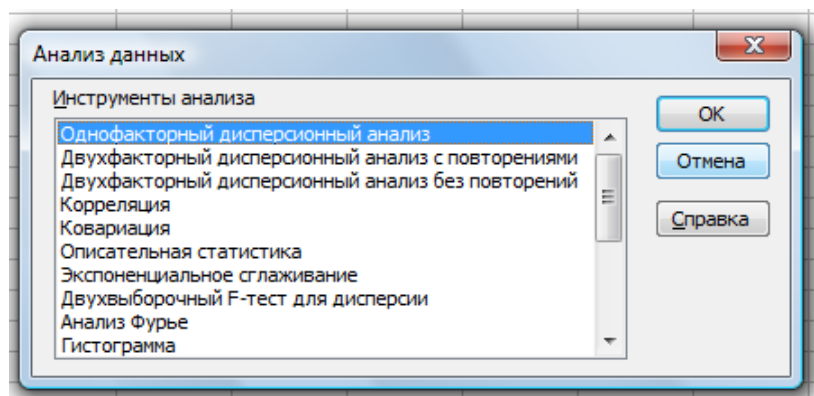 Анализ данных
Инструменты анализа
Однофакторный дисперсионный анализ
Двухфакторный дисперсионный анализ с повторениями
Двухфакторный дисперсионный анализ без повторений
Корреляция
Ковариация
Описательная статистика
Экспоненциальное сглаживание
Двухвыборочный F-тест для дисперсии
Анализ Фурье
Гистограмма
OK
Отмена
Справка